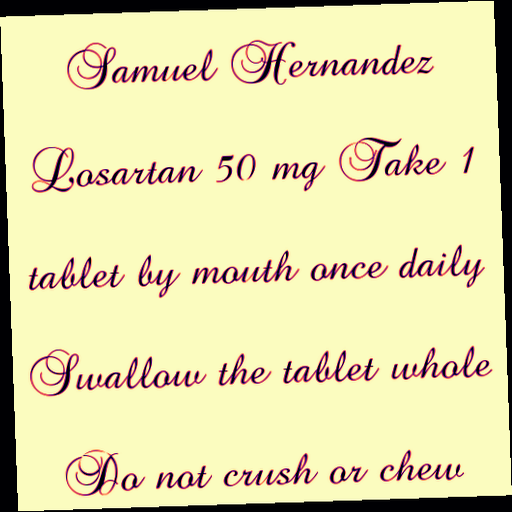 Samuel Hernandez
Losartan 50 mg Take 1
tablet by mouth once daily
Swallow the tablet whole
Do not crush or chew